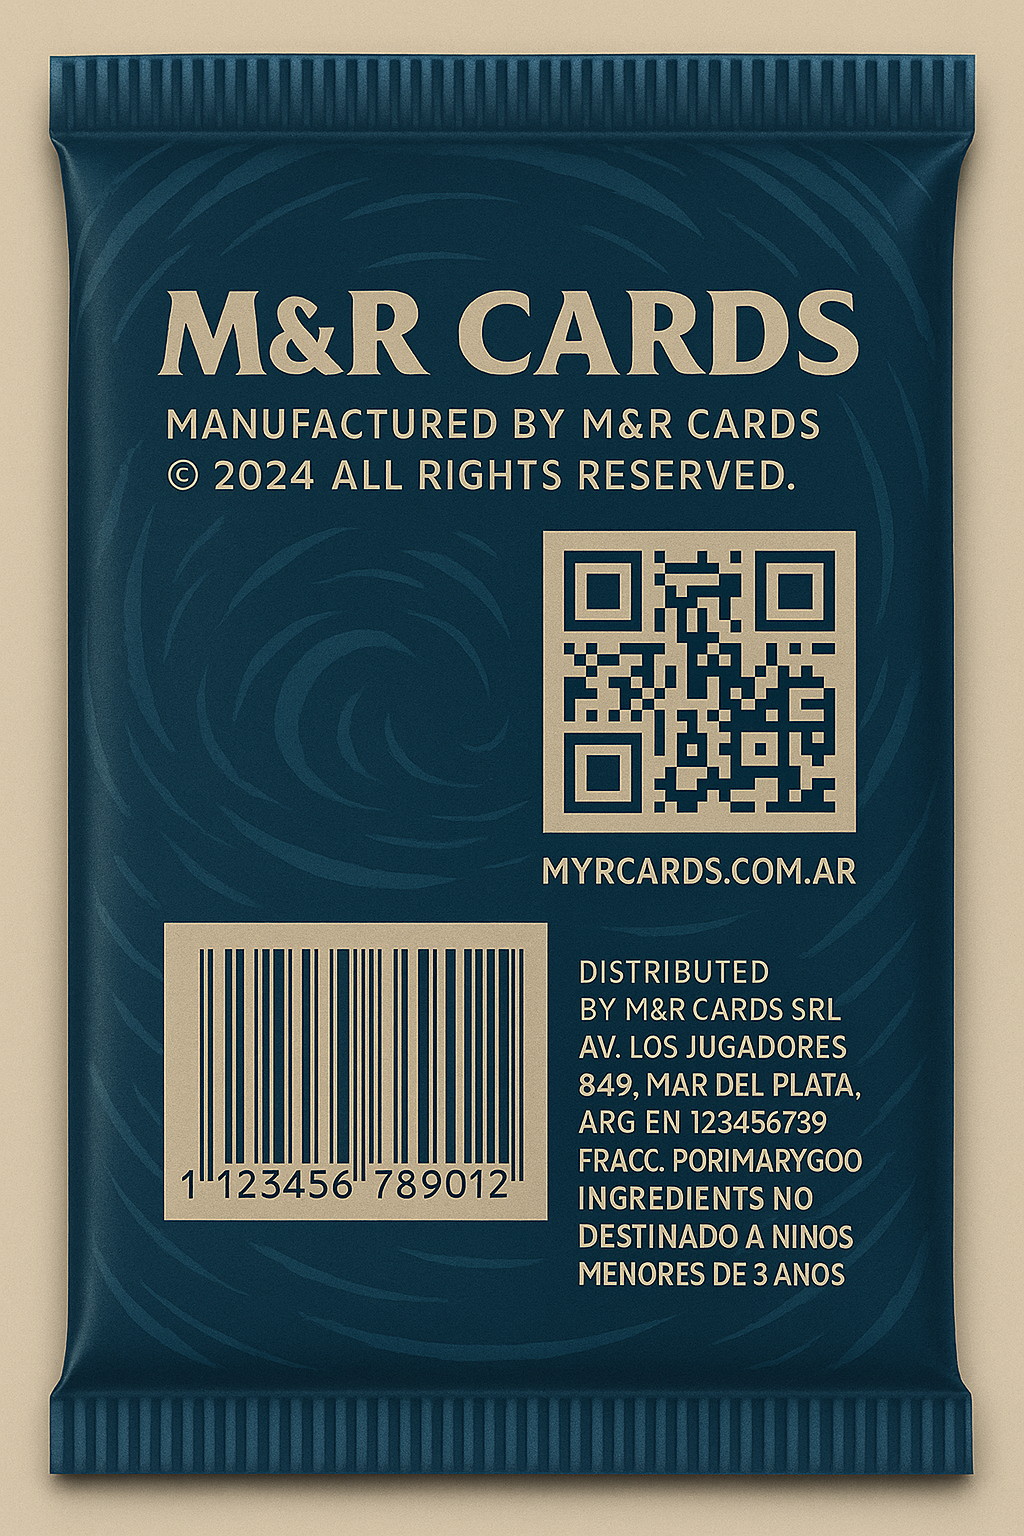 M&R CARDS
MANUFACTURED BY M&R CARDS
© 2024 ALL RIGHTS RESERVED.
MYRCARDS.COM.AR
1 123456 789012
DISTRIBUTED
BY M&R CARDS SRL
AV. LOS JUGADORES
849, MAR DEL PLATA,
ARG EN 123456739
FRACC. PORIMARYGOO
INGREDIENTS NO
DESTINADO A NINOS
MENORES DE 3 ANOS